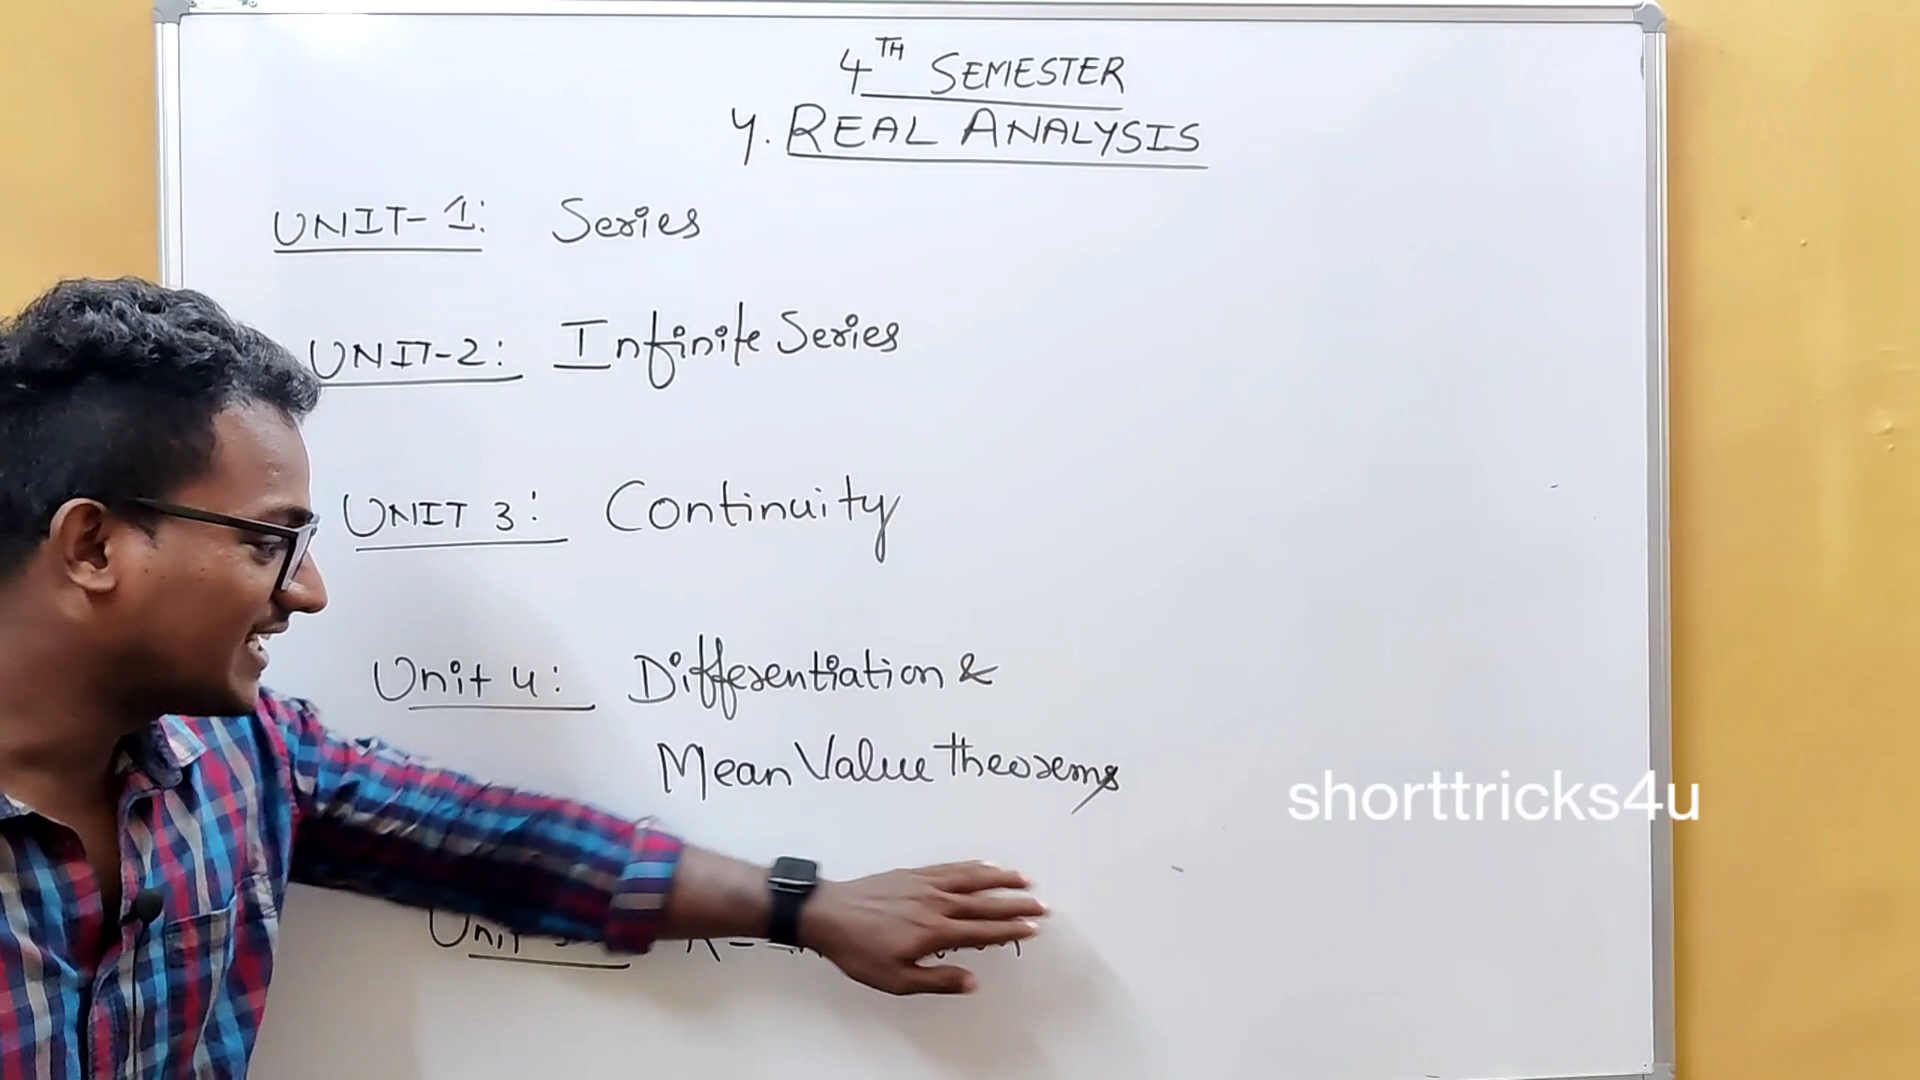 4TH SEMESTER
4. REAL ANALYSIS
UNIT-1: Series
UNIT-2: Infinite Series
UNIT 3: Continuity
Unit 4: Differentiation &
Mean Value Theorems
shorttricks4u
Unit